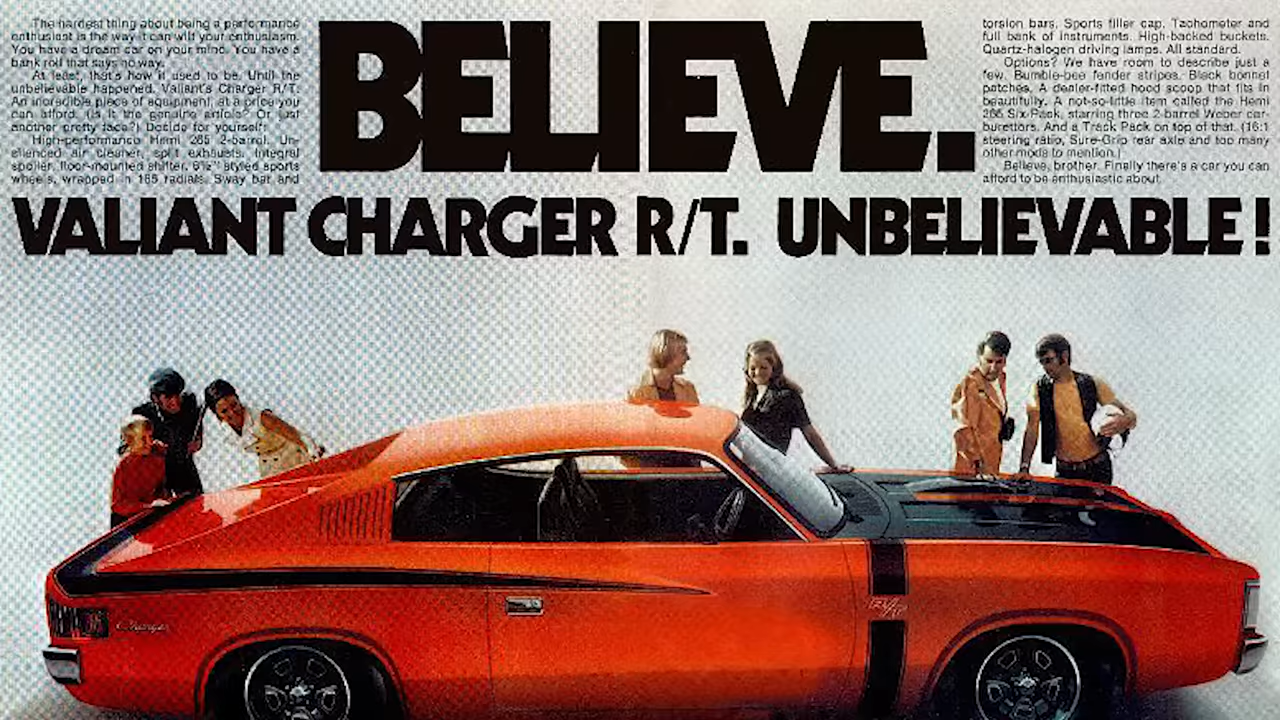 The hardest thing about being a performance
enthusiast is the way it can wilt your enthusiasm.
You have a dream car on your mind. You have a
bank roll that says no way.
At least, that's how it used to be. Until the
unbelievable happened. Valiant's Charger R/T.
An incredible piece of equipment, at a price you
can afford. (Is it the genuine article? Or just
another pretty face?) Decide for yourself:
High-performance Hemi 265 2-barrel. Un-
silenced air cleaner, split exhausts. Integral
spoiler, floor-mounted shifter. 6½" styled sports
wheels, wrapped in 185 radials. Sway bar and
BELIEVE.
torsion bars. Sports filler cap. Tachometer and
full bank of instruments. High-backed buckets.
Quartz-halogen driving lamps. All standard.
Options? We have room to describe just a
few. Bumble-bee fender stripes. Black bonnet
patches. A dealer-fitted hood scoop that fits in
beautifully. A not-so-little item called the Hemi
265 Six-Pack, starring three 2-barrel Weber car-
burettors. And a Track Pack on top of that. (16:1
steering ratio, Sure-Grip rear axle and too many
other mods to mention.)
Believe, brother. Finally there's a car you can
afford to be enthusiastic about.
VALIANT CHARGER R/T. UNBELIEVABLE!
Charger
R/T